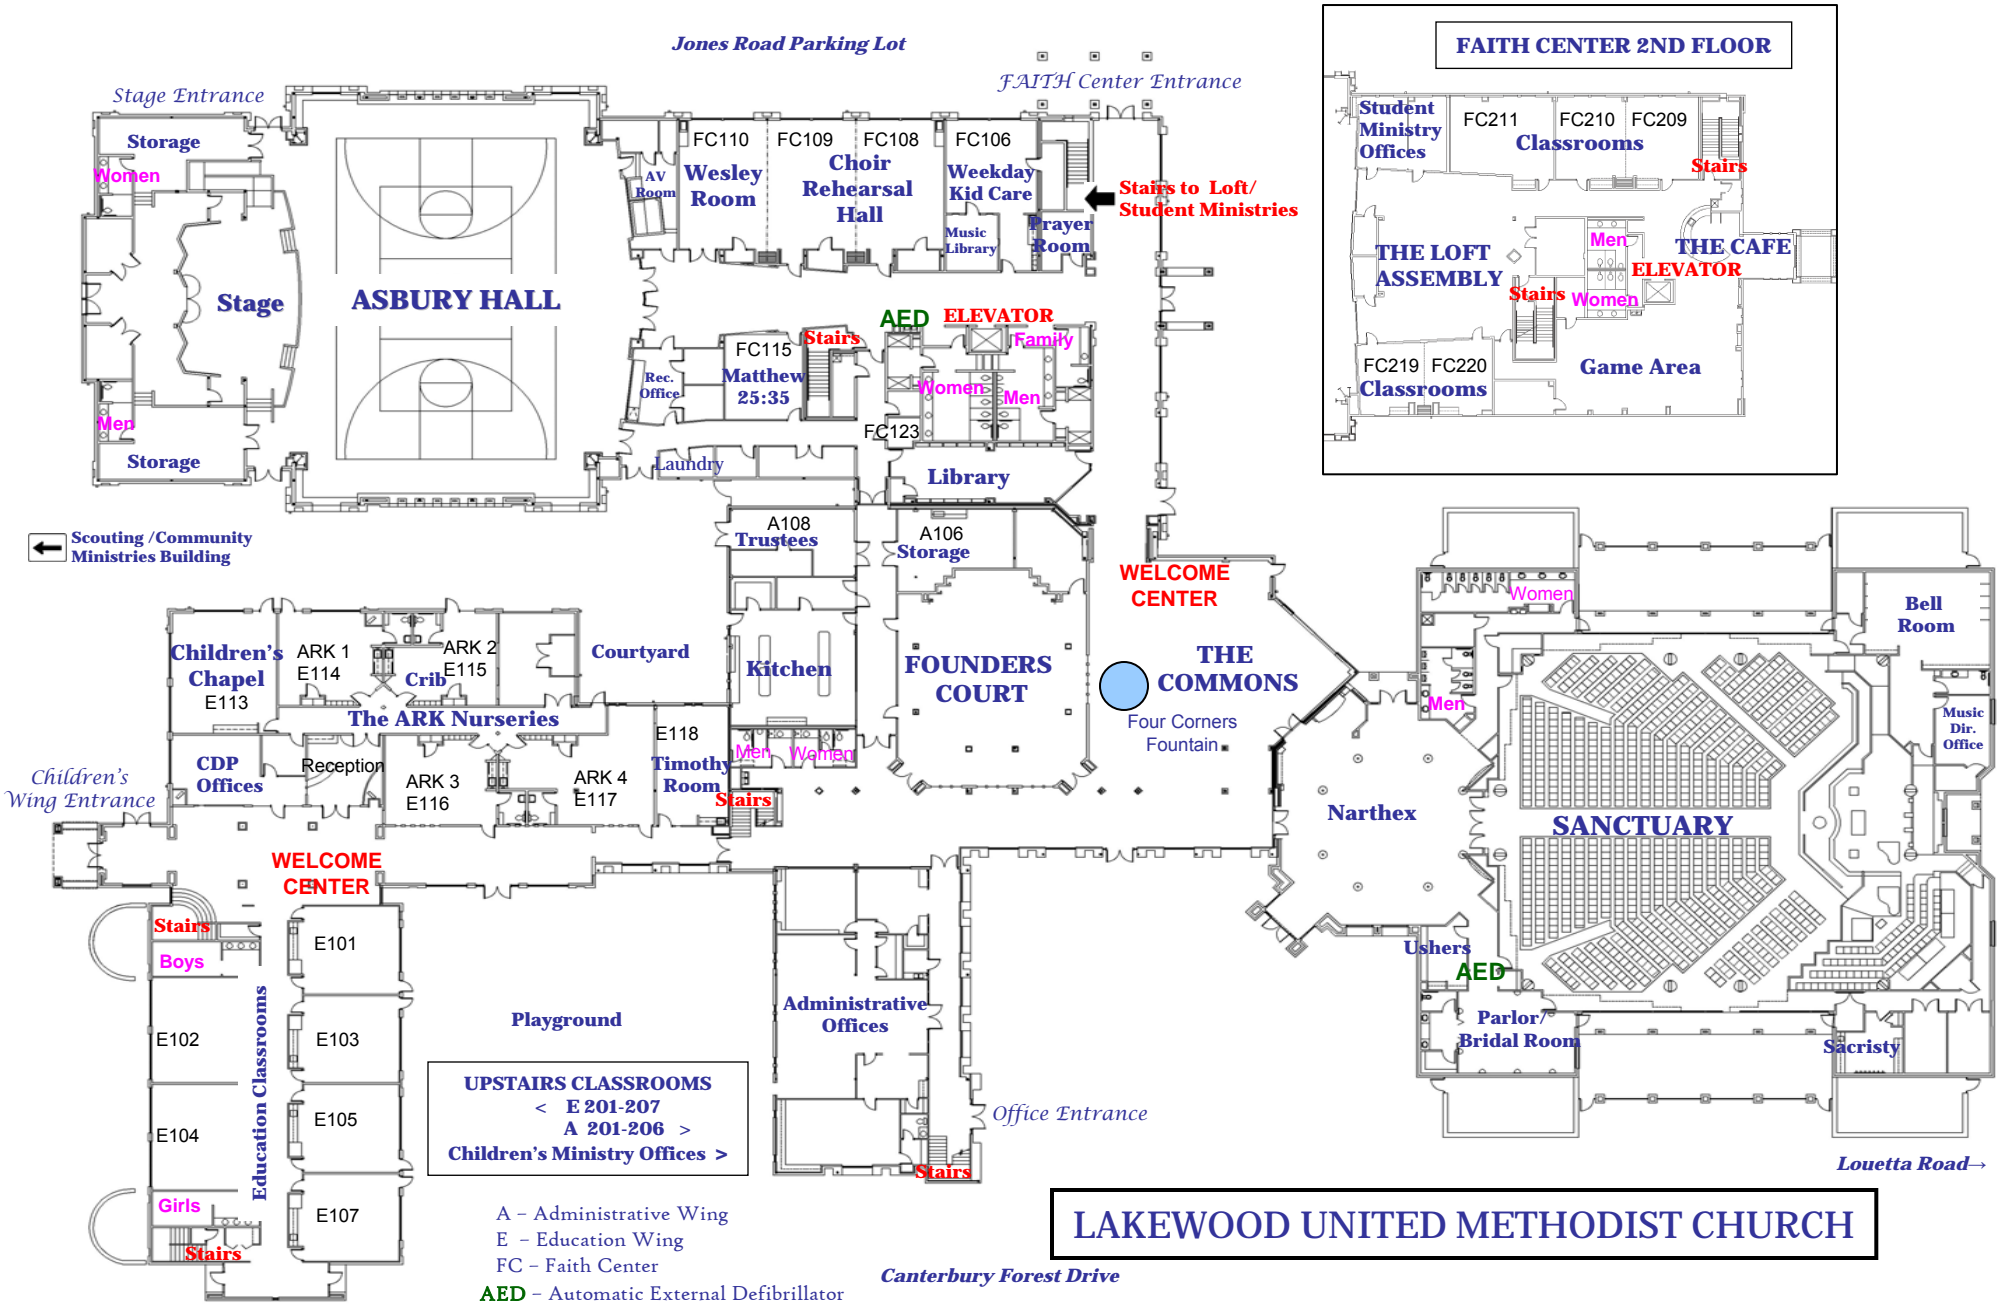 Jones Road Parking Lot
FAITH Center Entrance
Stage Entrance
FAITH CENTER 2ND FLOOR
Student
Ministry
Offices
FC211
FC210
FC209
Classrooms
Stairs
Men
THE CAFE
THE LOFT
ASSEMBLY
ELEVATOR
Stairs
Women
Game Area
FC219
FC220
Classrooms
Storage
Women
Stage
Men
Storage
ASBURY HALL
AV
Room
FC110
Wesley
Room
FC109
FC108
Choir
Rehearsal
Hall
FC106
Weekday
Kid Care
Music
Library
Prayer
Room
Stairs to Loft/
Student Ministries
AED
ELEVATOR
Family
Stairs
FC115
Matthew
25:35
Rec.
Office
Women
Men
FC123
Laundry
Library
Scouting /Community
Ministries Building
A108
Trustees
A106
Storage
WELCOME
CENTER
Children's
Chapel
E113
ARK 1
E114
Crib
ARK 2
E115
Courtyard
Kitchen
FOUNDERS
COURT
THE
COMMONS
Four Corners
Fountain
The ARK Nurseries
CDP
Offices
Reception
ARK 3
E116
ARK 4
E117
E118
Timothy
Room
Men
Women
Stairs
Children's
Wing Entrance
WELCOME
CENTER
Women
Bell
Room
Men
Music
Dir.
Office
Narthex
SANCTUARY
Ushers
AED
Parlor/
Bridal Room
Sacristy
Stairs
Boys
E101
E102
E103
E104
E105
Girls
E107
Stairs
Education Classrooms
Playground
Administrative
Offices
Office Entrance
Stairs
UPSTAIRS CLASSROOMS
< E 201-207
A 201-206 >
Children's Ministry Offices >
A – Administrative Wing
E – Education Wing
FC – Faith Center
AED – Automatic External Defibrillator
Louetta Road→
LAKEWOOD UNITED METHODIST CHURCH
Canterbury Forest Drive